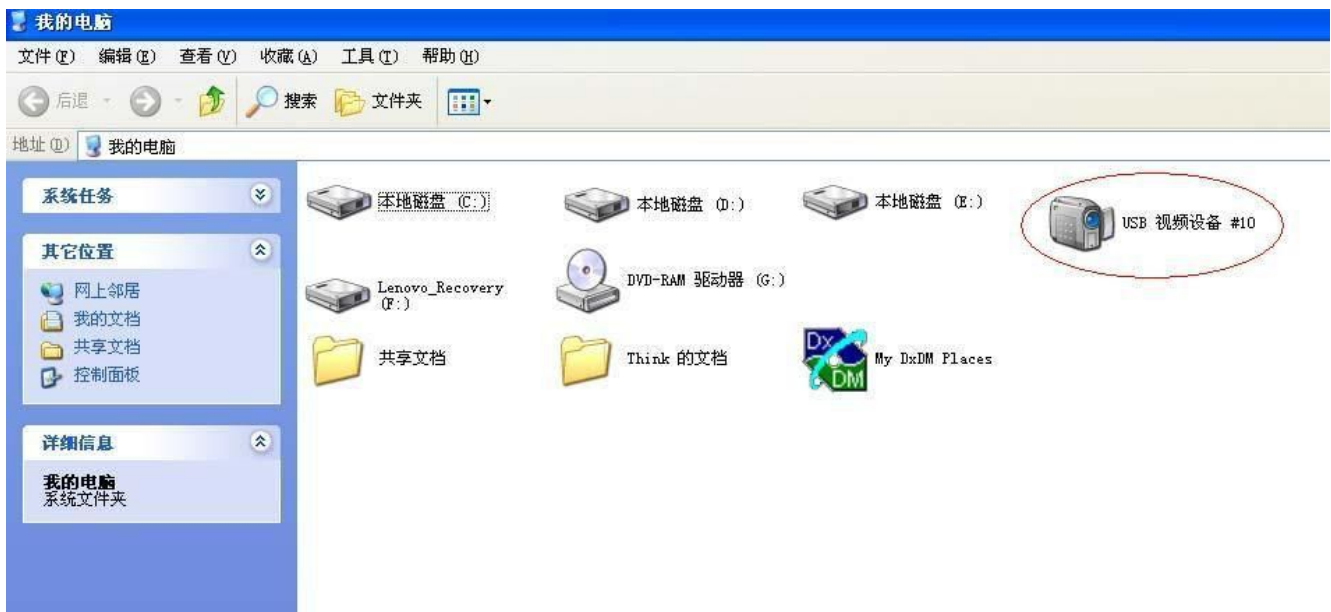 我的电脑
文件(F) 编辑(E) 查看(V) 收藏(A) 工具(T) 帮助(H)
后退 搜索 文件夹
地址(D) 我的电脑
系统任务
其它位置
网上邻居
我的文档
共享文档
控制面板
详细信息
我的电脑
系统文件夹
本地磁盘 (C:) 本地磁盘 (D:) 本地磁盘 (E:) USB 视频设备 #10
Lenovo_Recovery
(F:)
DVD-RAM 驱动器 (G:)
共享文档 Think 的文档 Dx DM My DxDM Places